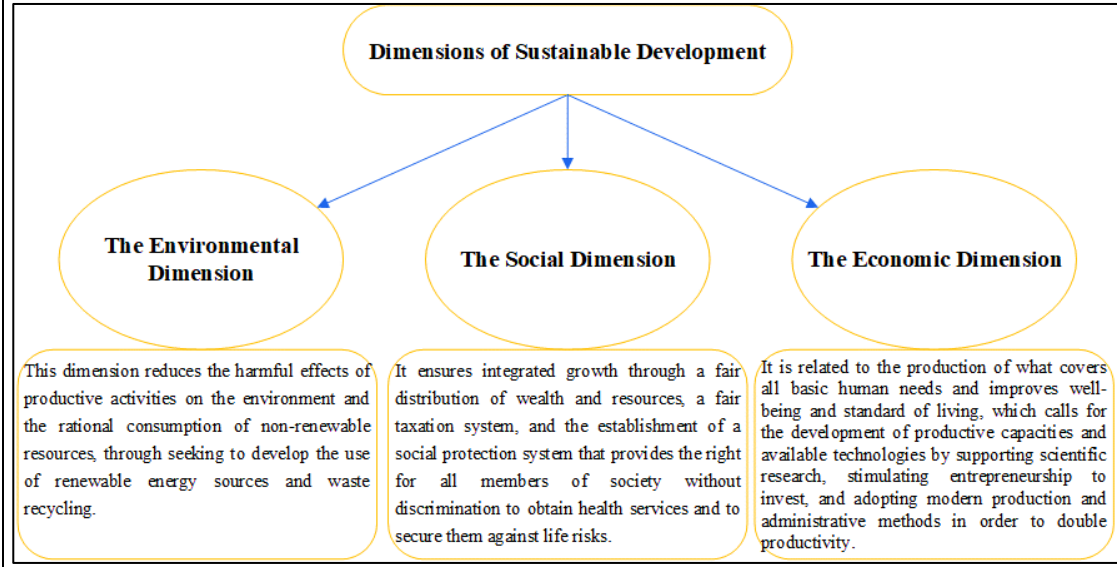 Dimensions of Sustainable Development
The Environmental
Dimension
This dimension reduces the harmful effects of
productive activities on the environment and
the rational consumption of non-renewable
resources, through seeking to develop the use
of renewable energy sources and waste
recycling.
The Social Dimension
It ensures integrated growth through a fair
distribution of wealth and resources, a fair
taxation system, and the establishment of a
social protection system that provides the right
for all members of society without
discrimination to obtain health services and to
secure them against life risks.
The Economic Dimension
It is related to the production of what covers
all basic human needs and improves well-
being and standard of living, which calls for
the development of productive capacities and
available technologies by supporting scientific
research, stimulating entrepreneurship to
invest, and adopting modern production and
administrative methods in order to double
productivity.